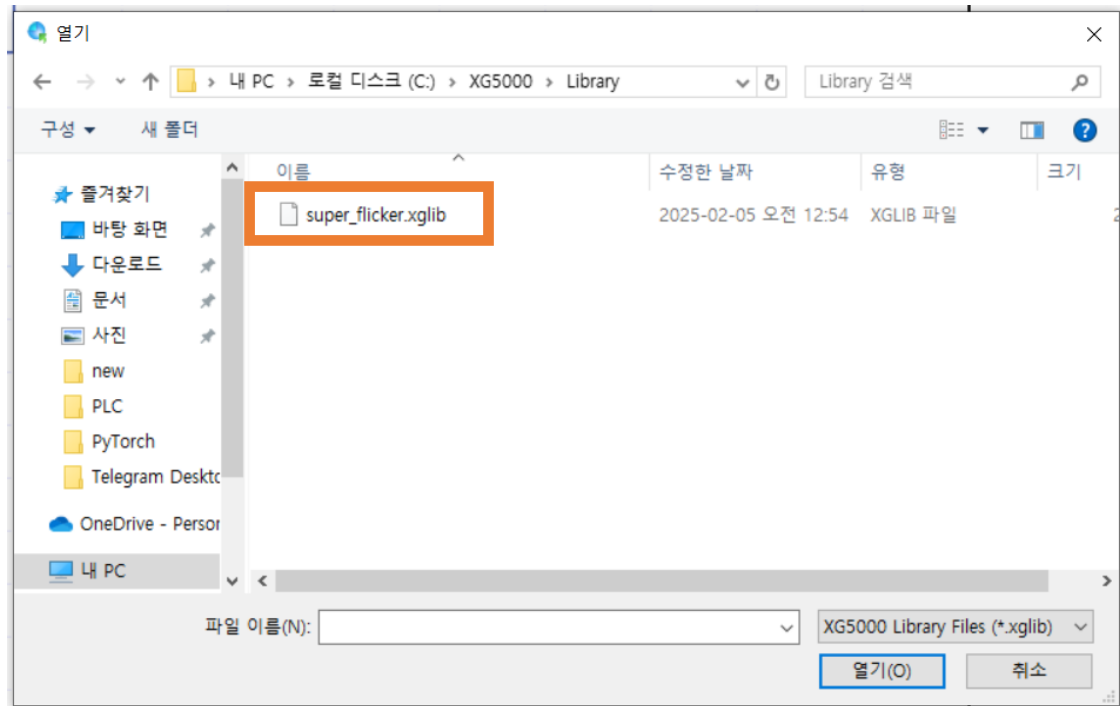 열기
내 PC > 로컬 디스크 (C:) > XG5000 > Library
Library 검색
구성
새 폴더
이름
수정한 날짜
유형
크기
super_flicker.xglib
2025-02-05 오전 12:54
XGLIB 파일
2
즐겨찾기
바탕 화면
다운로드
문서
사진
new
PLC
PyTorch
Telegram Deskto
OneDrive - Person
내 PC
파일 이름(N):
XG5000 Library Files (*.xglib)
열기(O)
취소